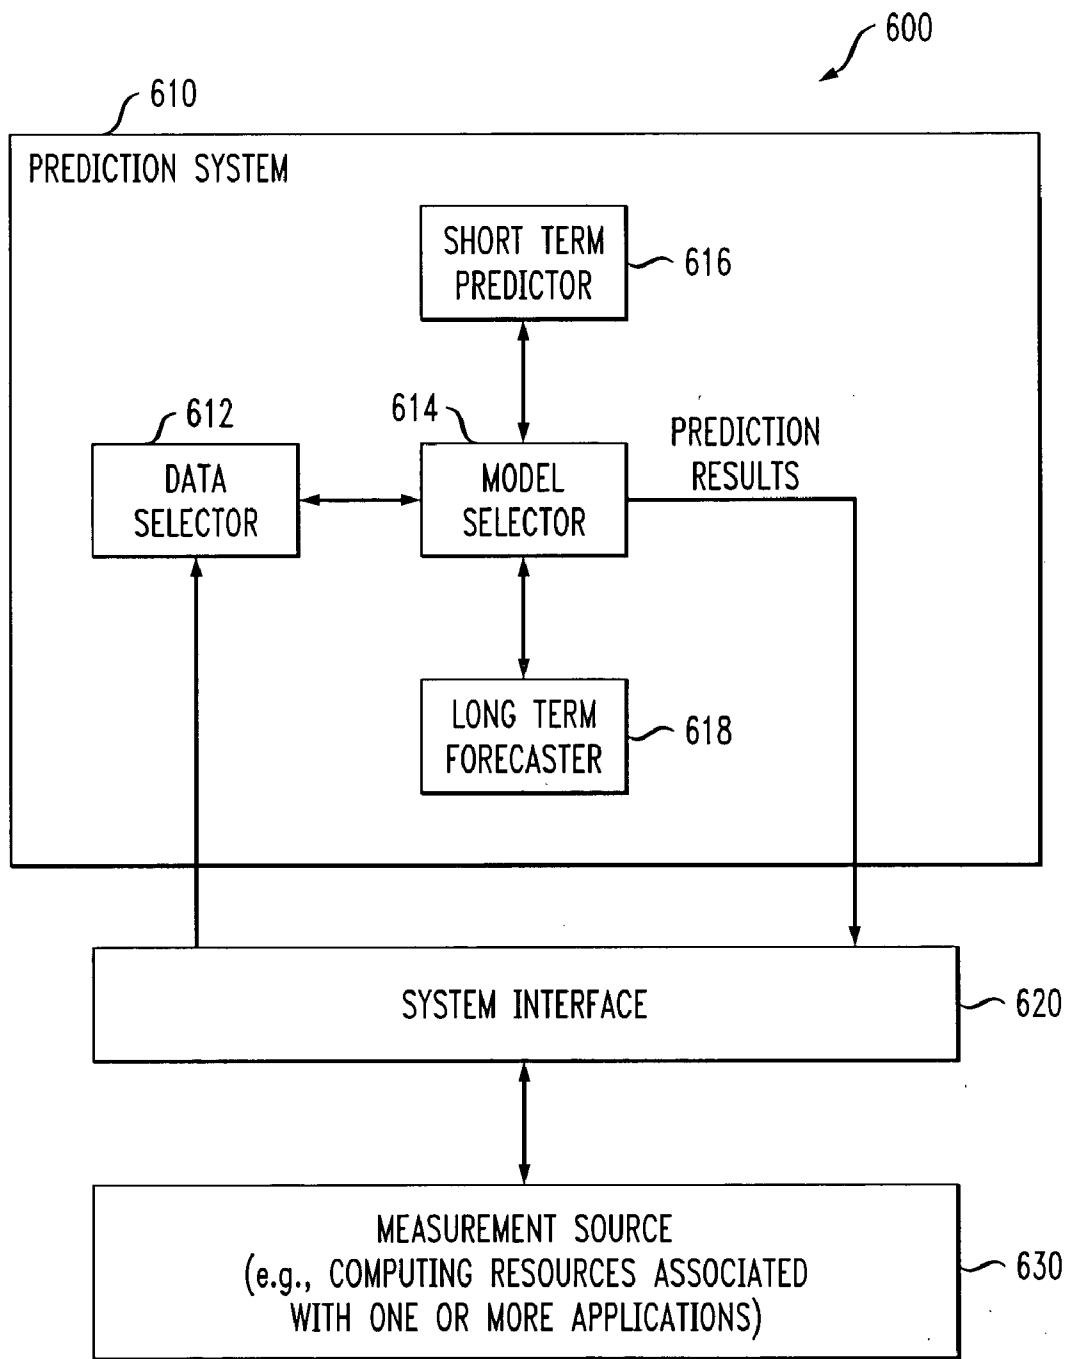 600
610
PREDICTION SYSTEM
SHORT TERM
PREDICTOR
616
612
614
DATA
SELECTOR
MODEL
SELECTOR
PREDICTION
RESULTS
LONG TERM
FORECASTER
618
SYSTEM INTERFACE
620
MEASUREMENT SOURCE
(e.g., COMPUTING RESOURCES ASSOCIATED
WITH ONE OR MORE APPLICATIONS)
630